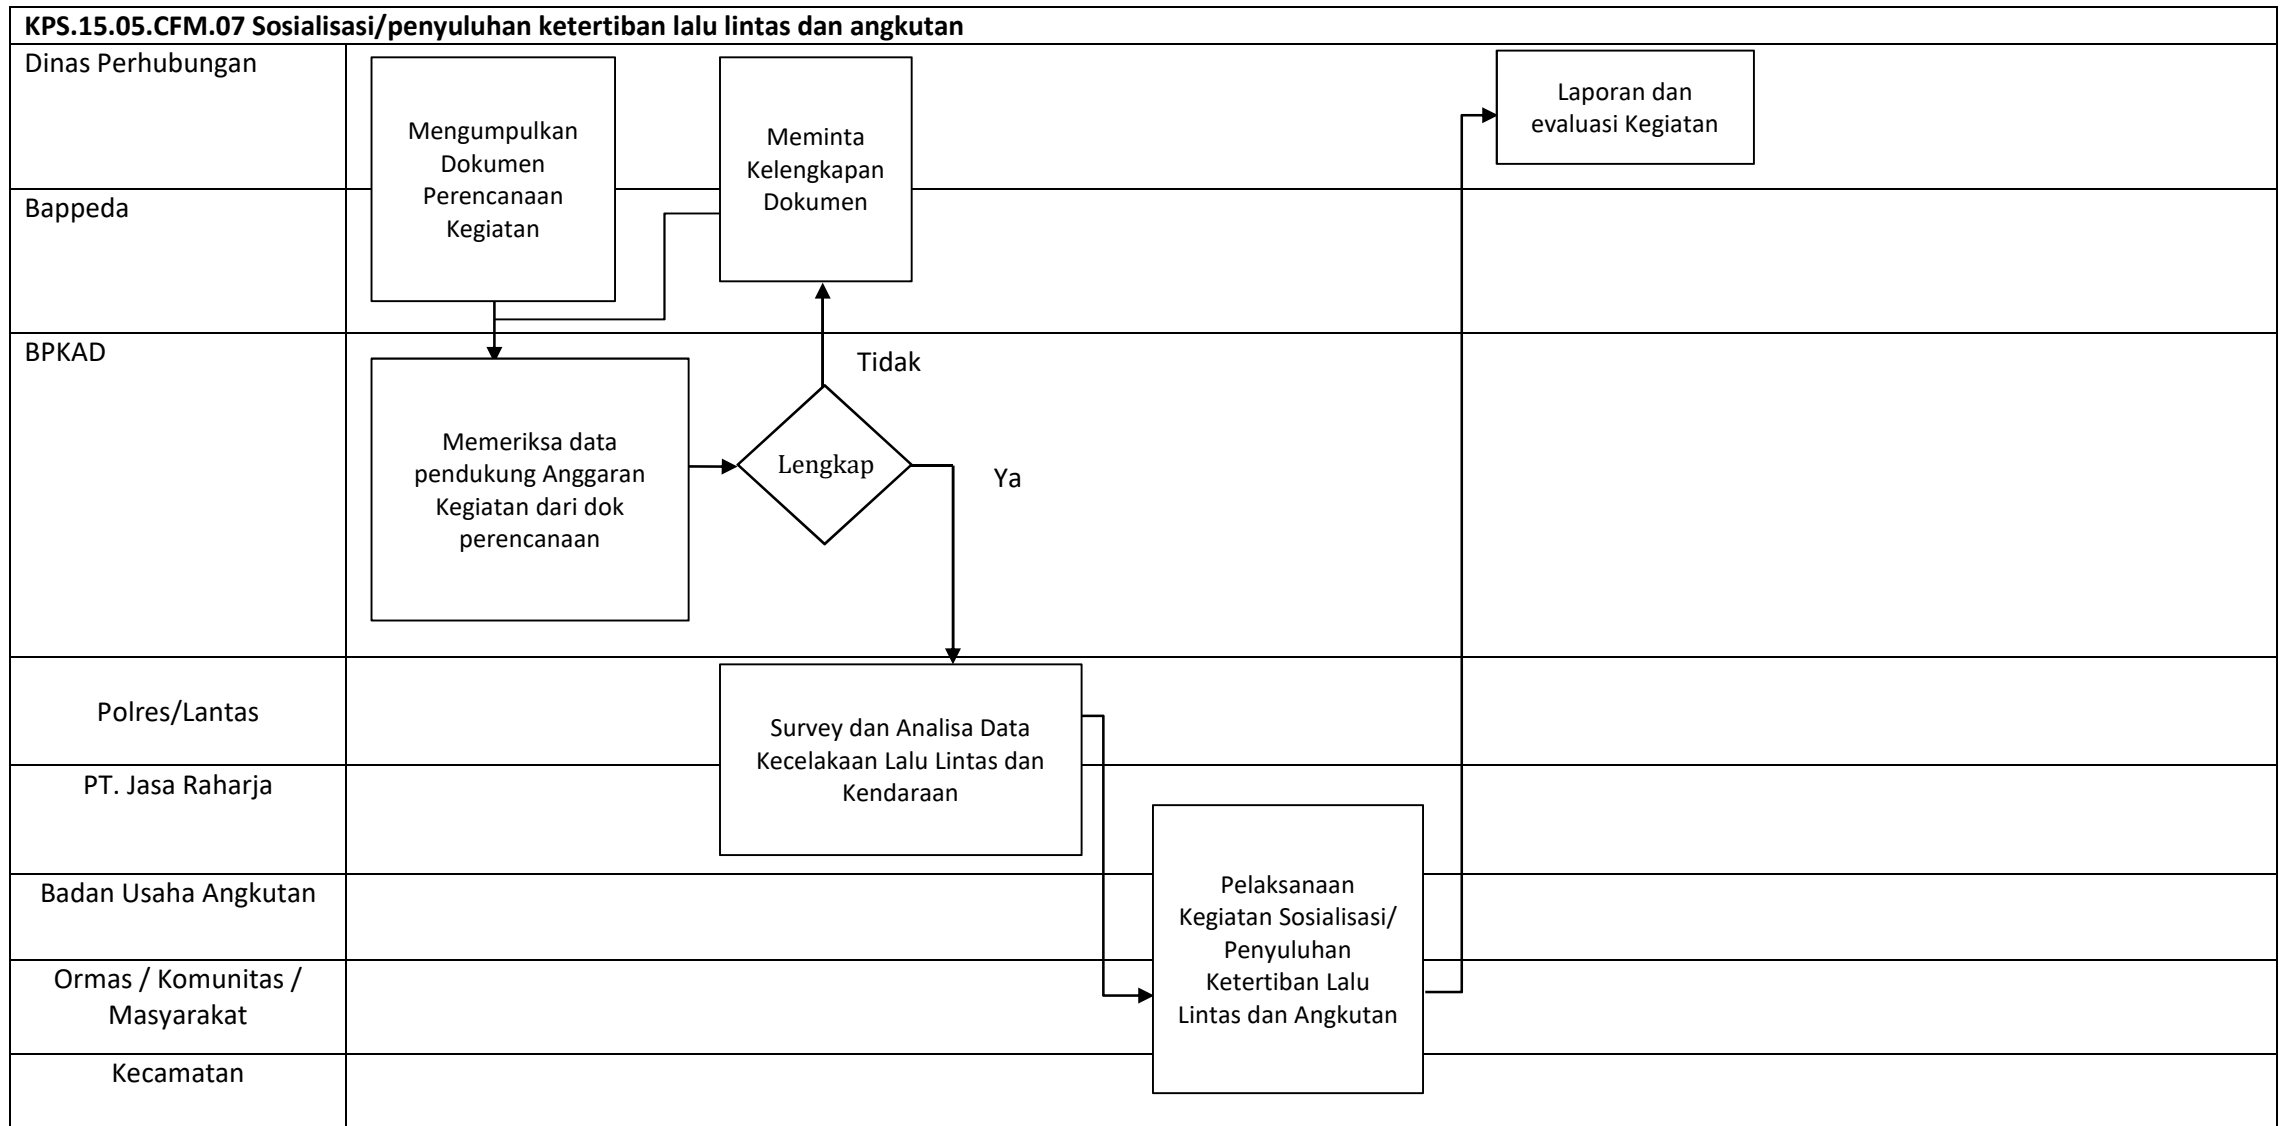 KPS.15.05.CFM.07 Sosialisasi/penyuluhan ketertiban lalu lintas dan angkutan
Dinas Perhubungan
Mengumpulkan
Dokumen
Perencanaan
Kegiatan
Meminta
Kelengkapan
Dokumen
Laporan dan
evaluasi Kegiatan
Bappeda
BPKAD
Memeriksa data
pendukung Anggaran
Kegiatan dari dok
perencanaan
Lengkap
Tidak
Ya
Polres/Lantas
Survey dan Analisa Data
Kecelakaan Lalu Lintas dan
Kendaraan
PT. Jasa Raharja
Pelaksanaan
Kegiatan Sosialisasi/
Penyuluhan
Ketertiban Lalu
Lintas dan Angkutan
Badan Usaha Angkutan
Ormas / Komunitas /
Masyarakat
Kecamatan